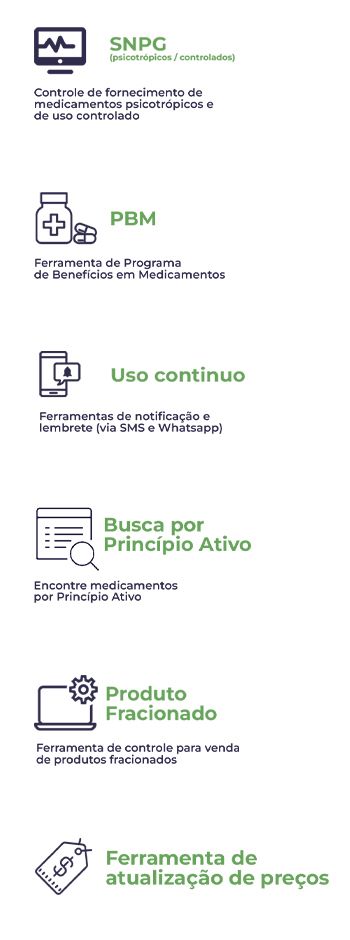 SNPG
(psicotrópicos / controlados)
Controle de fornecimento de
medicamentos psicotrópicos e
de uso controlado
PBM
Ferramenta de Programa
de Benefícios em Medicamentos
Uso continuo
Ferramentas de notificação e
lembrete (via SMS e Whatsapp)
Busca por
Princípio Ativo
Encontre medicamentos
por Princípio Ativo
Produto
Fracionado
Ferramenta de controle para venda
de produtos fracionados
$
Ferramenta de
atualização de preços